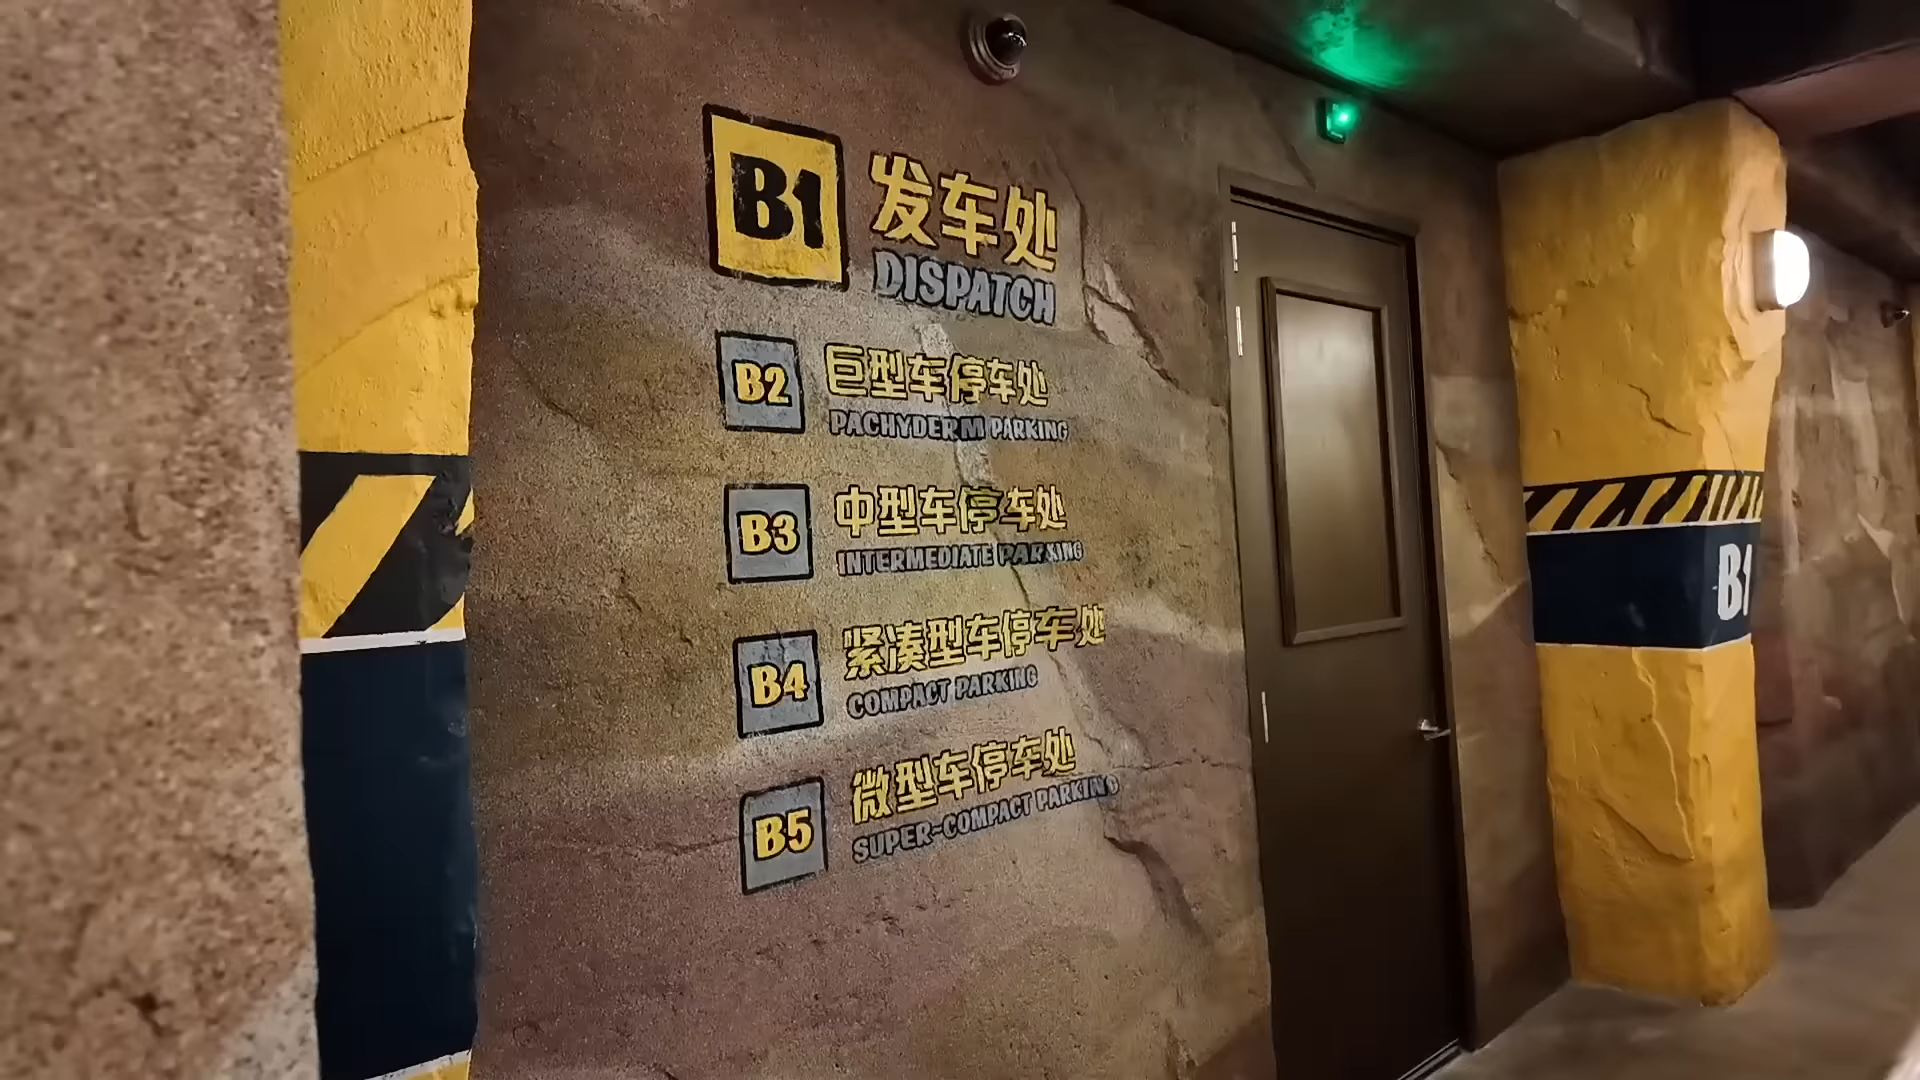 B1 发车处
DISPATCH
B2 巨型车停车处
PACHYDERM PARKING
B3 中型车停车处
INTERMEDIATE PARKING
B4 紧凑型车停车处
COMPACT PARKING
B5 微型车停车处
SUPER-COMPACT PARKING
B1